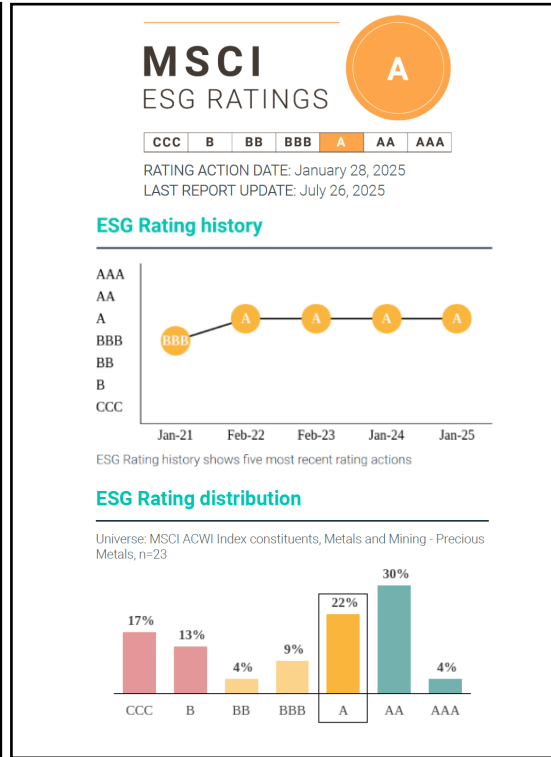 MSCI
ESG RATINGS
A
CCC B BB BBB A AA AAA
RATING ACTION DATE: January 28, 2025
LAST REPORT UPDATE: July 26, 2025
ESG Rating history
AAA
AA
A
BBB
BB
B
CCC
BBB A A A A
Jan-21 Feb-22 Feb-23 Jan-24 Jan-25
ESG Rating history shows five most recent rating actions
ESG Rating distribution
Universe: MSCI ACWI Index constituents, Metals and Mining - Precious
Metals, n=23
17% 13% 4% 9% 22% 30% 4%
CCC B BB BBB A AA AAA